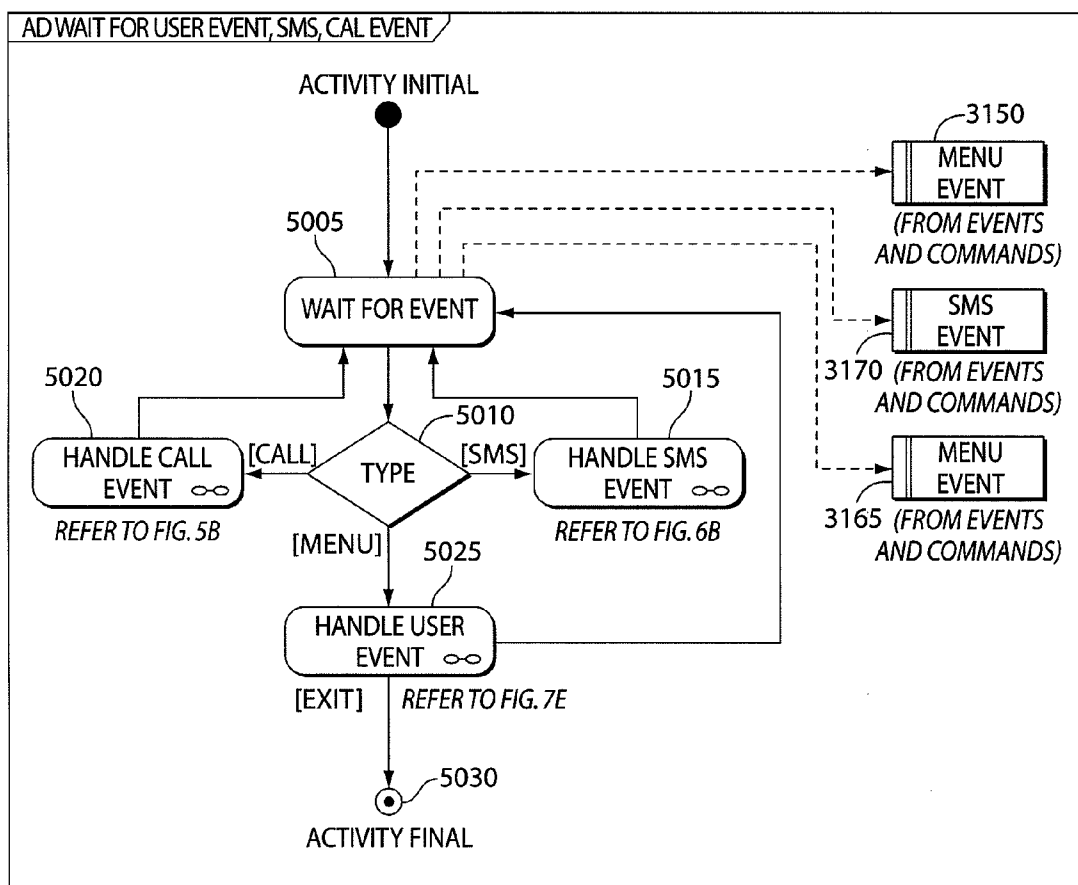 AD WAIT FOR USER EVENT, SMS, CAL EVENT
ACTIVITY INITIAL
3150
MENU
EVENT
(FROM EVENTS
AND COMMANDS)
5005
WAIT FOR EVENT
SMS
EVENT
3170
(FROM EVENTS
AND COMMANDS)
5020
5010
5015
HANDLE CALL
EVENT
[CALL]
TYPE
[SMS]
HANDLE SMS
EVENT
REFER TO FIG. 5B
REFER TO FIG. 6B
MENU
EVENT
3165
(FROM EVENTS
AND COMMANDS)
[MENU]
5025
HANDLE USER
EVENT
[EXIT]
REFER TO FIG. 7E
5030
ACTIVITY FINAL